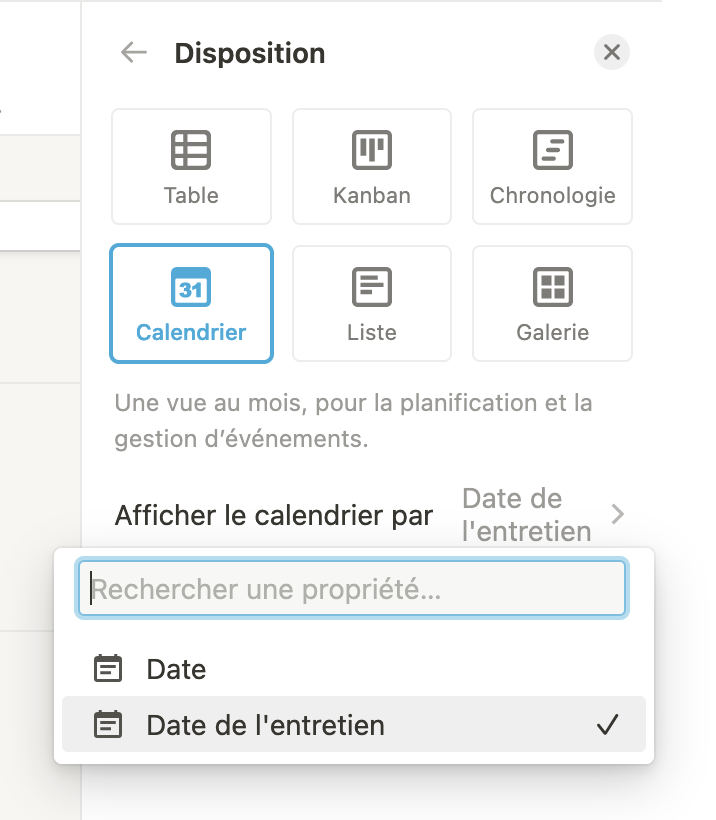 Disposition
Table
Kanban
Chronologie
31
Calendrier
Liste
Galerie
Une vue au mois, pour la planification et la
gestion d’événements.
Afficher le calendrier par
Date de
l'entretien
Rechercher une propriété...
Date
Date de l'entretien